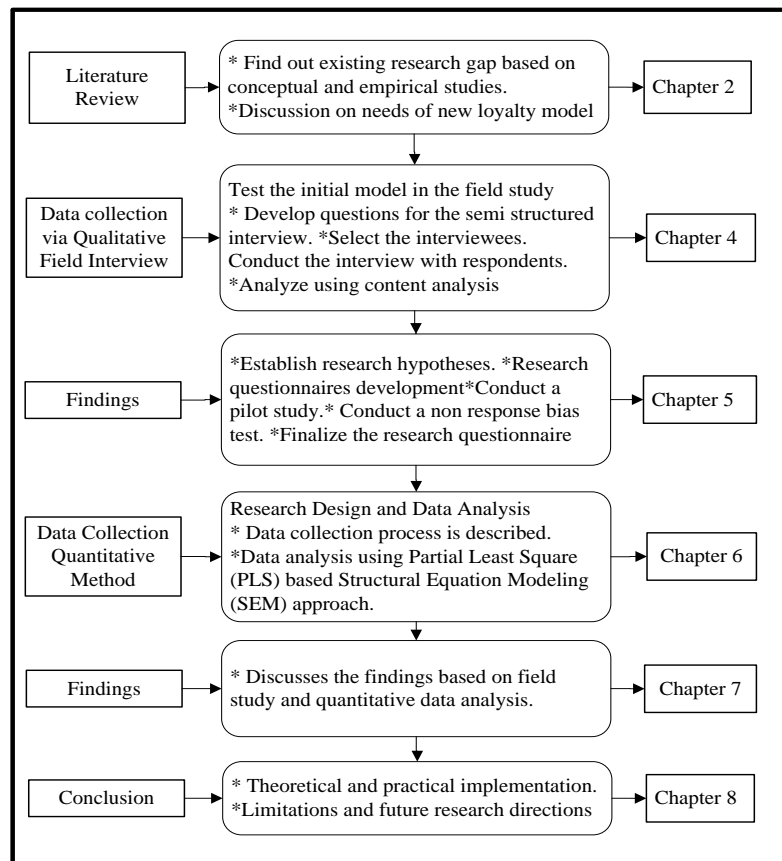 Literature
Review
* Find out existing research gap based on
conceptual and empirical studies.
*Discussion on needs of new loyalty model
Chapter 2
Data collection
via Qualitative
Field Interview
Test the initial model in the field study
* Develop questions for the semi structured
interview. *Select the interviewees.
Conduct the interview with respondents.
*Analyze using content analysis
Chapter 4
Findings
*Establish research hypotheses. *Research
questionnaires development*Conduct a
pilot study.* Conduct a non response bias
test. *Finalize the research questionnaire
Chapter 5
Data Collection
Quantitative
Method
Research Design and Data Analysis
* Data collection process is described.
*Data analysis using Partial Least Square
(PLS) based Structural Equation Modeling
(SEM) approach.
Chapter 6
Findings
* Discusses the findings based on field
study and quantitative data analysis.
Chapter 7
Conclusion
* Theoretical and practical implementation.
*Limitations and future research directions
Chapter 8